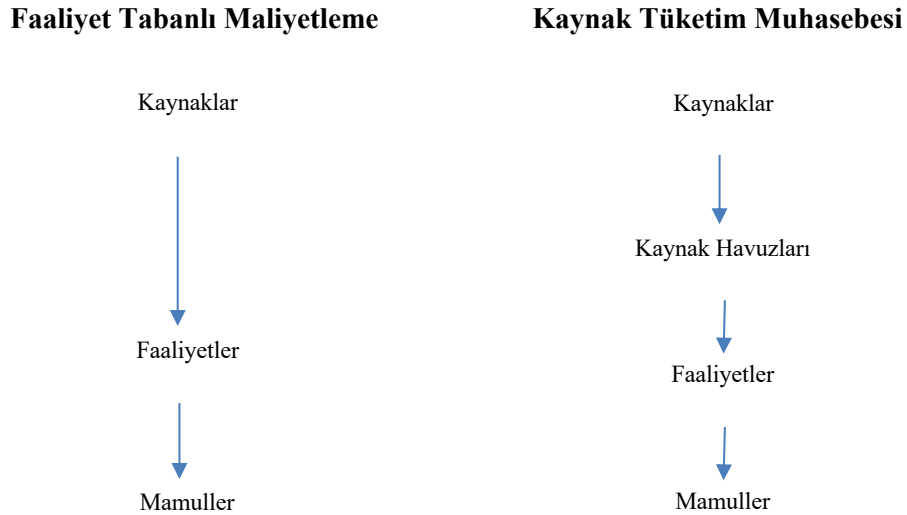 Faaliyet Tabanlı Maliyetleme
Kaynaklar
Faaliyetler
Mamuller
Kaynak Tüketim Muhasebesi
Kaynaklar
Kaynak Havuzları
Faaliyetler
Mamuller